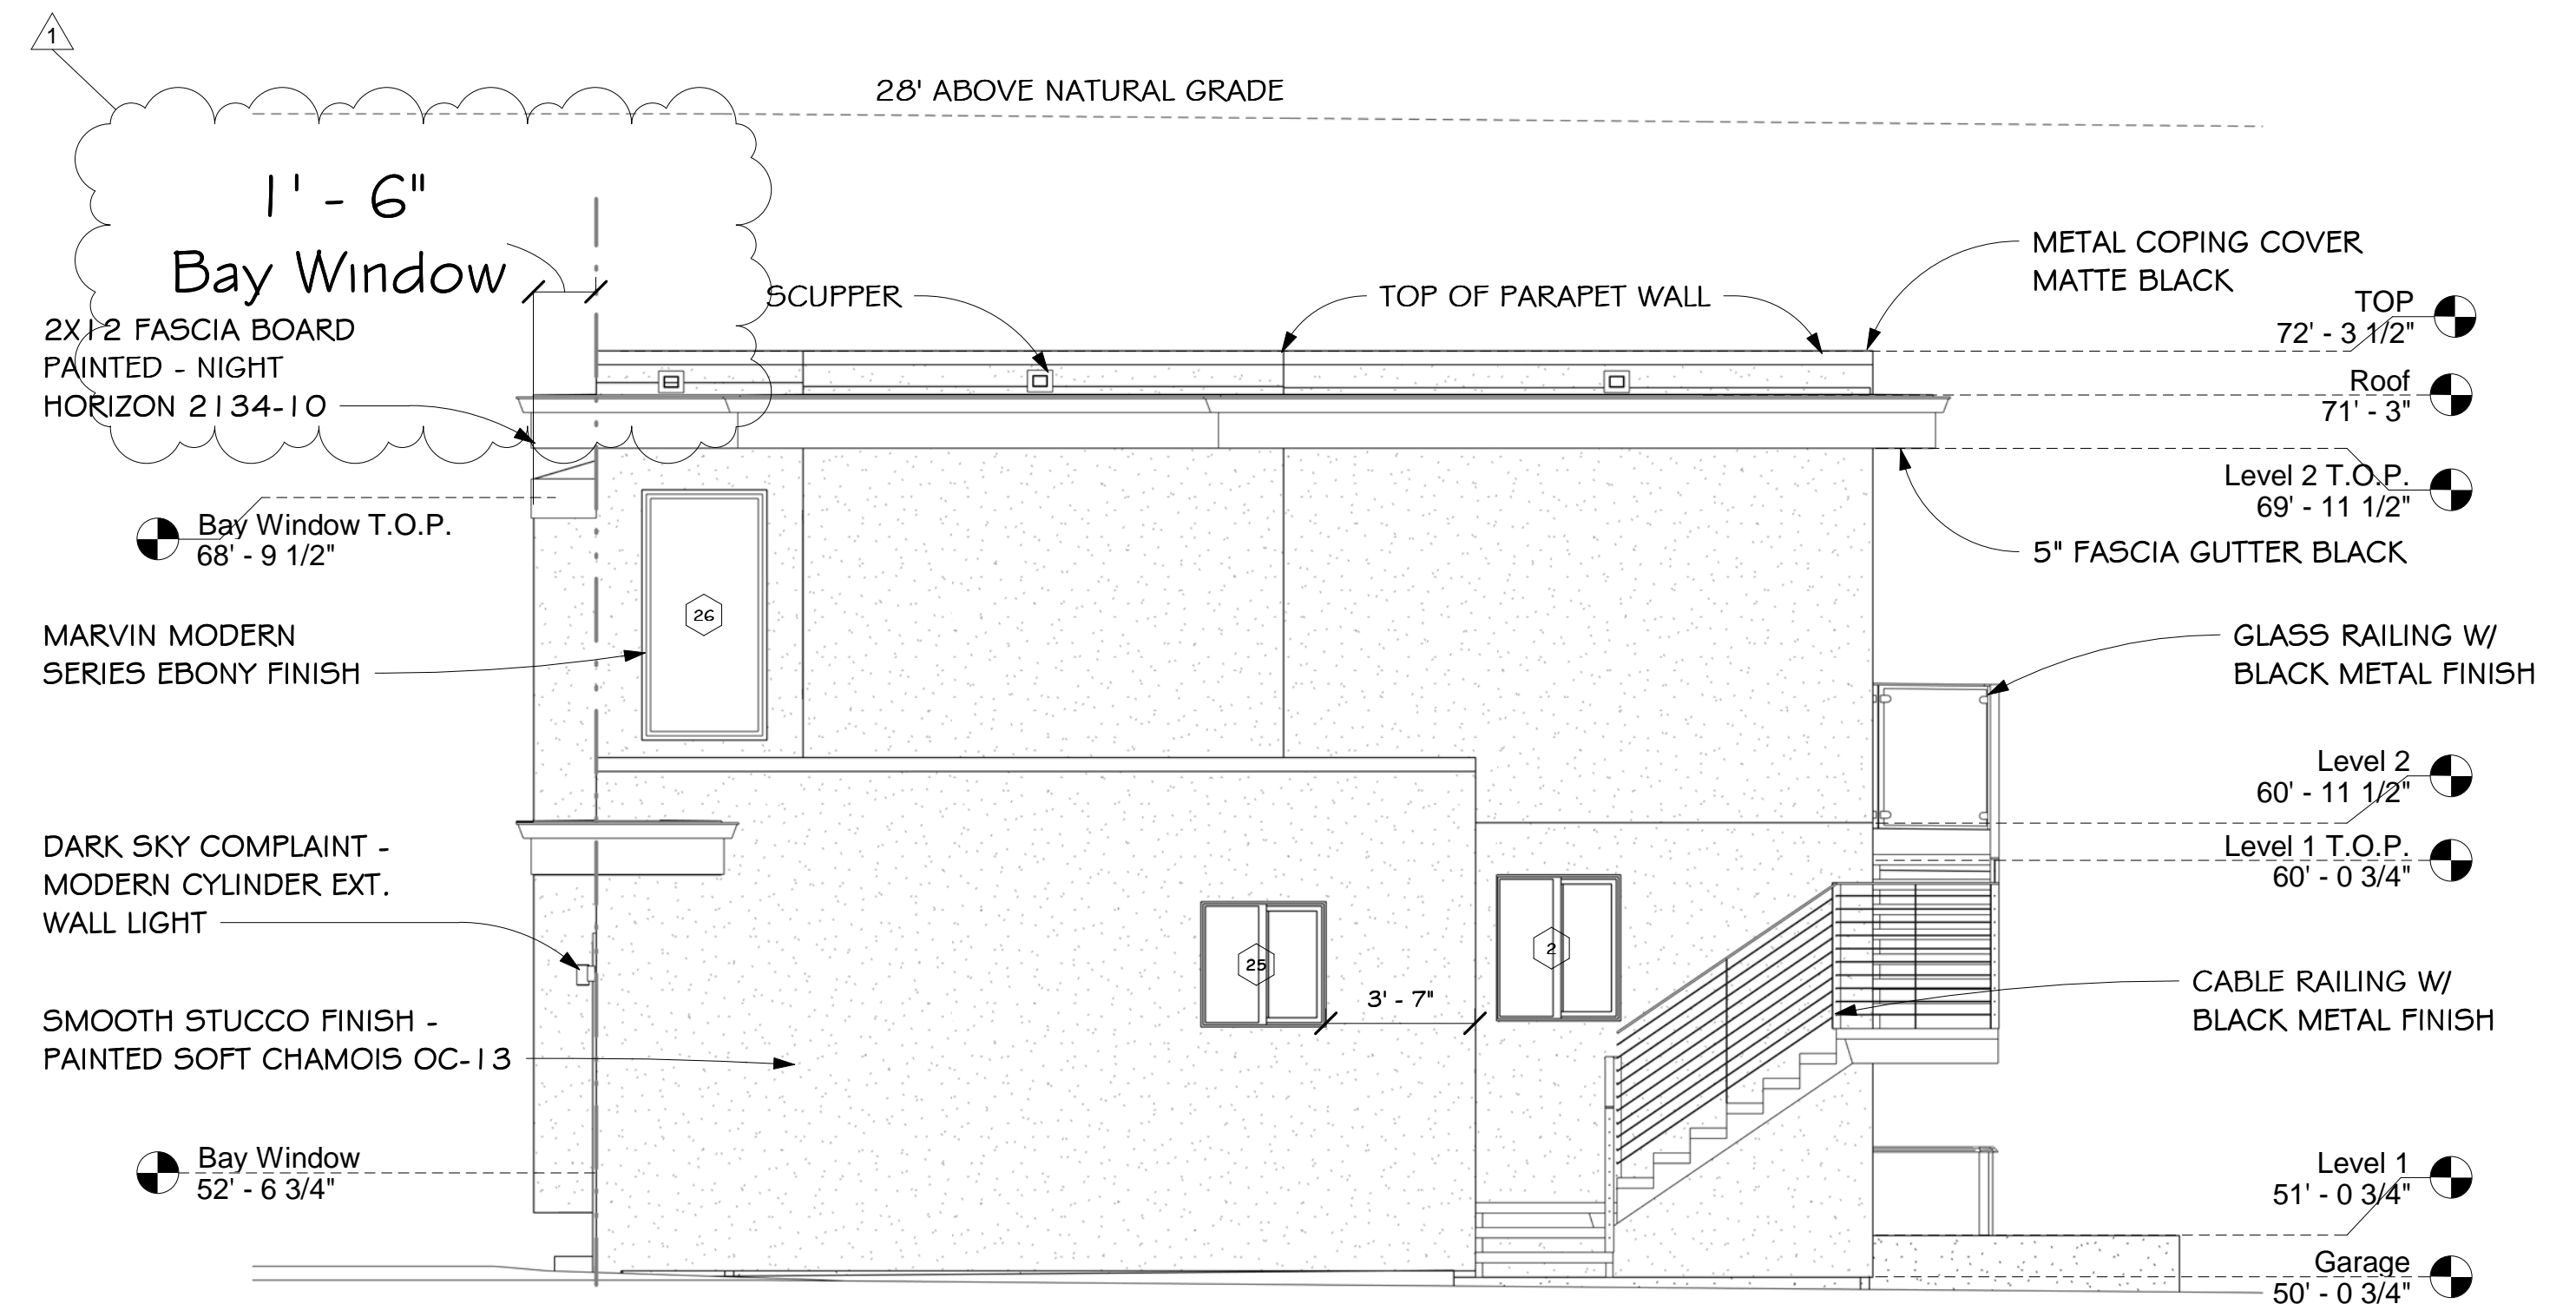 1
28' ABOVE NATURAL GRADE
1' - 6"
Bay Window
2X12 FASCIA BOARD
PAINTED - NIGHT
HORIZON 2134-10
SCUPPER
TOP OF PARAPET WALL
METAL COPING COVER
MATTE BLACK
TOP
72' - 3 1/2"
Roof
71' - 3"
Level 2 T.O.P.
69' - 11 1/2"
5" FASCIA GUTTER BLACK
Bay Window T.O.P.
68' - 9 1/2"
26
MARVIN MODERN
SERIES EBONY FINISH
GLASS RAILING W/
BLACK METAL FINISH
Level 2
60' - 11 1/2"
Level 1 T.O.P.
60' - 0 3/4"
DARK SKY COMPLAINT -
MODERN CYLINDER EXT.
WALL LIGHT
25
2
3' - 7"
CABLE RAILING W/
BLACK METAL FINISH
SMOOTH STUCCO FINISH -
PAINTED SOFT CHAMOIS OC-13
Bay Window
52' - 6 3/4"
Level 1
51' - 0 3/4"
Garage
50' - 0 3/4"